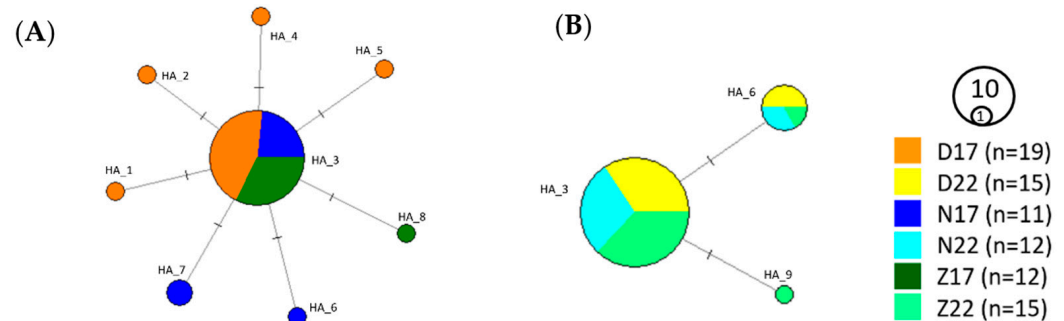 (A)
HA_4
HA_5
HA_2
HA_3
HA_1
HA_8
HA_7
HA_6
(B)
HA_6
HA_3
HA_9
10
1
D17 (n=19)
D22 (n=15)
N17 (n=11)
N22 (n=12)
Z17 (n=12)
Z22 (n=15)